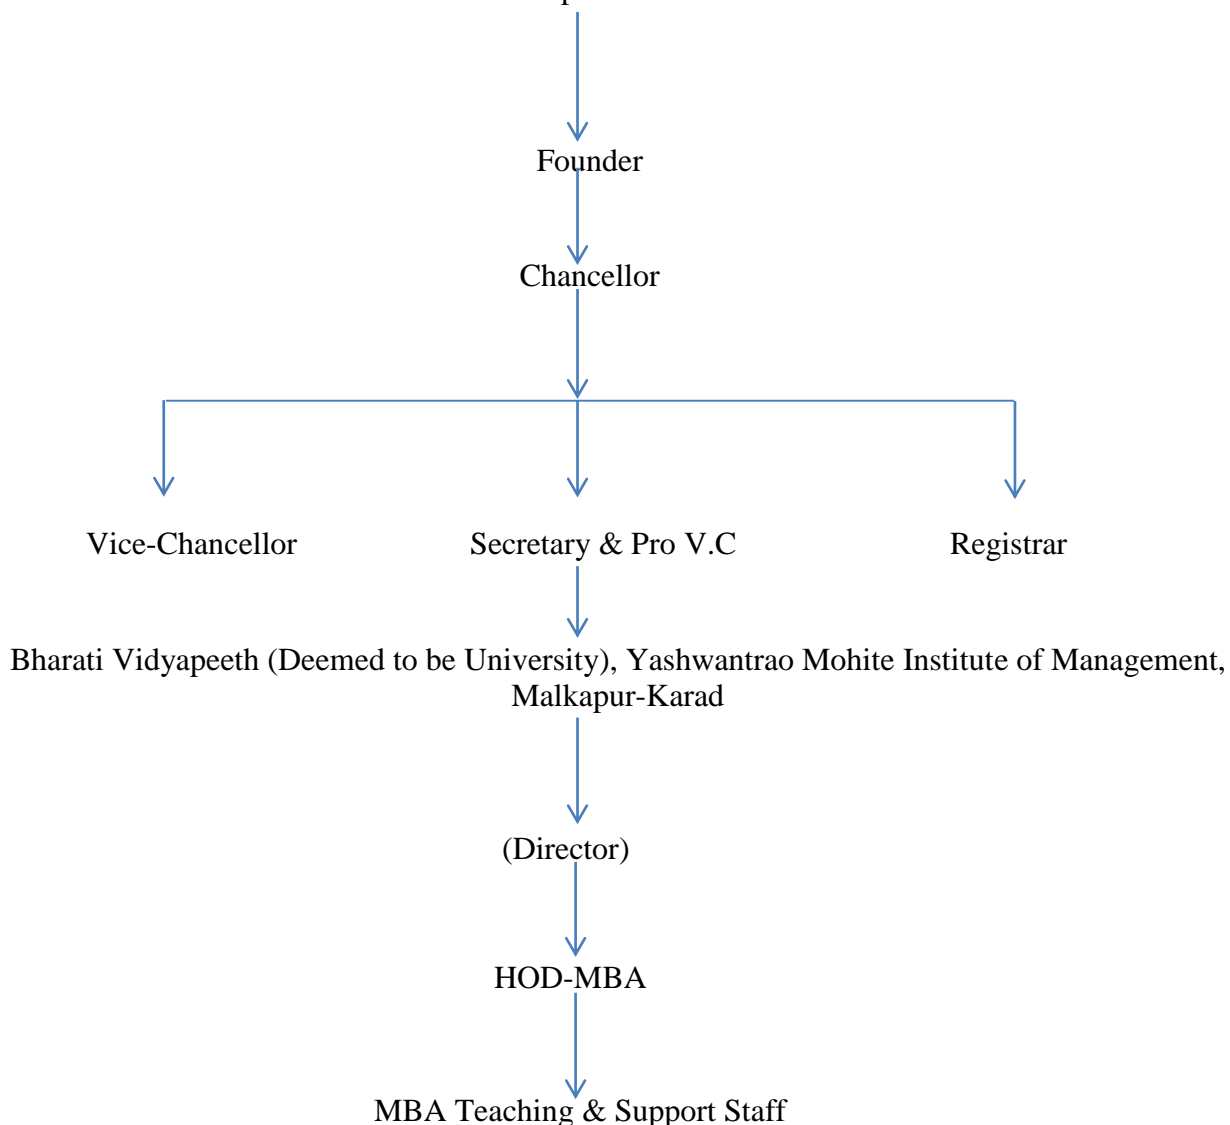 Founder
Chancellor
Vice-Chancellor Secretary & Pro V.C Registrar
Bharati Vidyapeeth (Deemed to be University), Yashwantrao Mohite Institute of Management,
Malkapur-Karad
(Director)
HOD-MBA
MBA Teaching & Support Staff